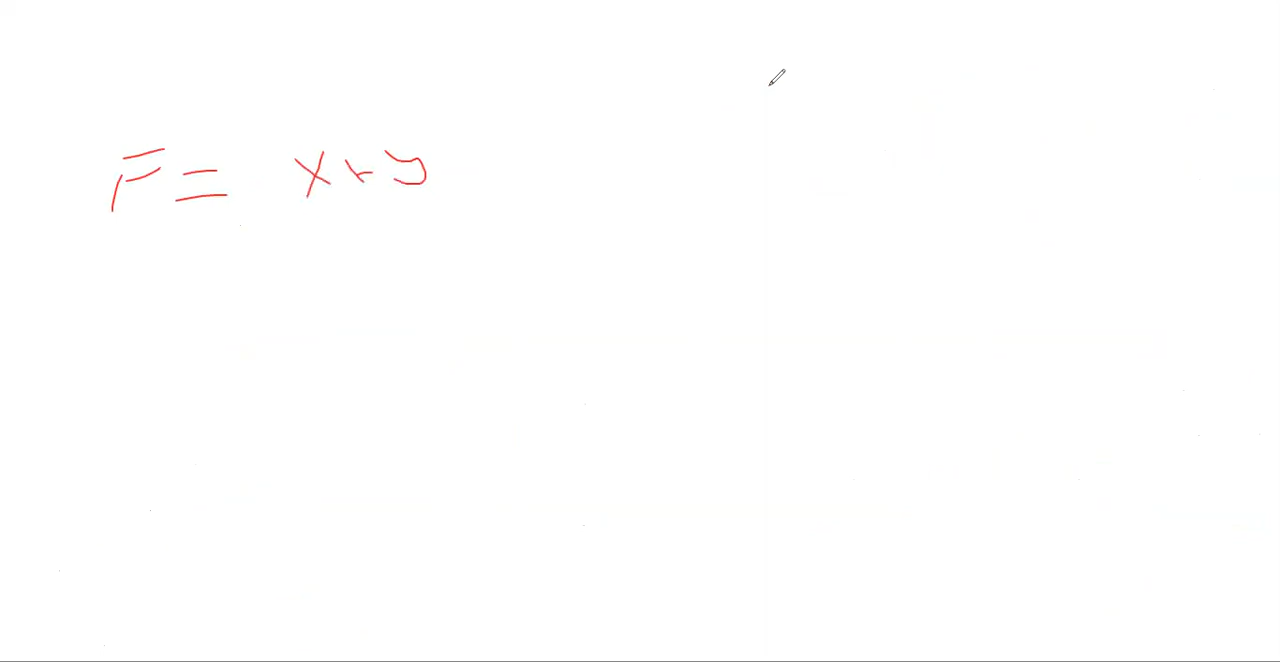 F = x+y